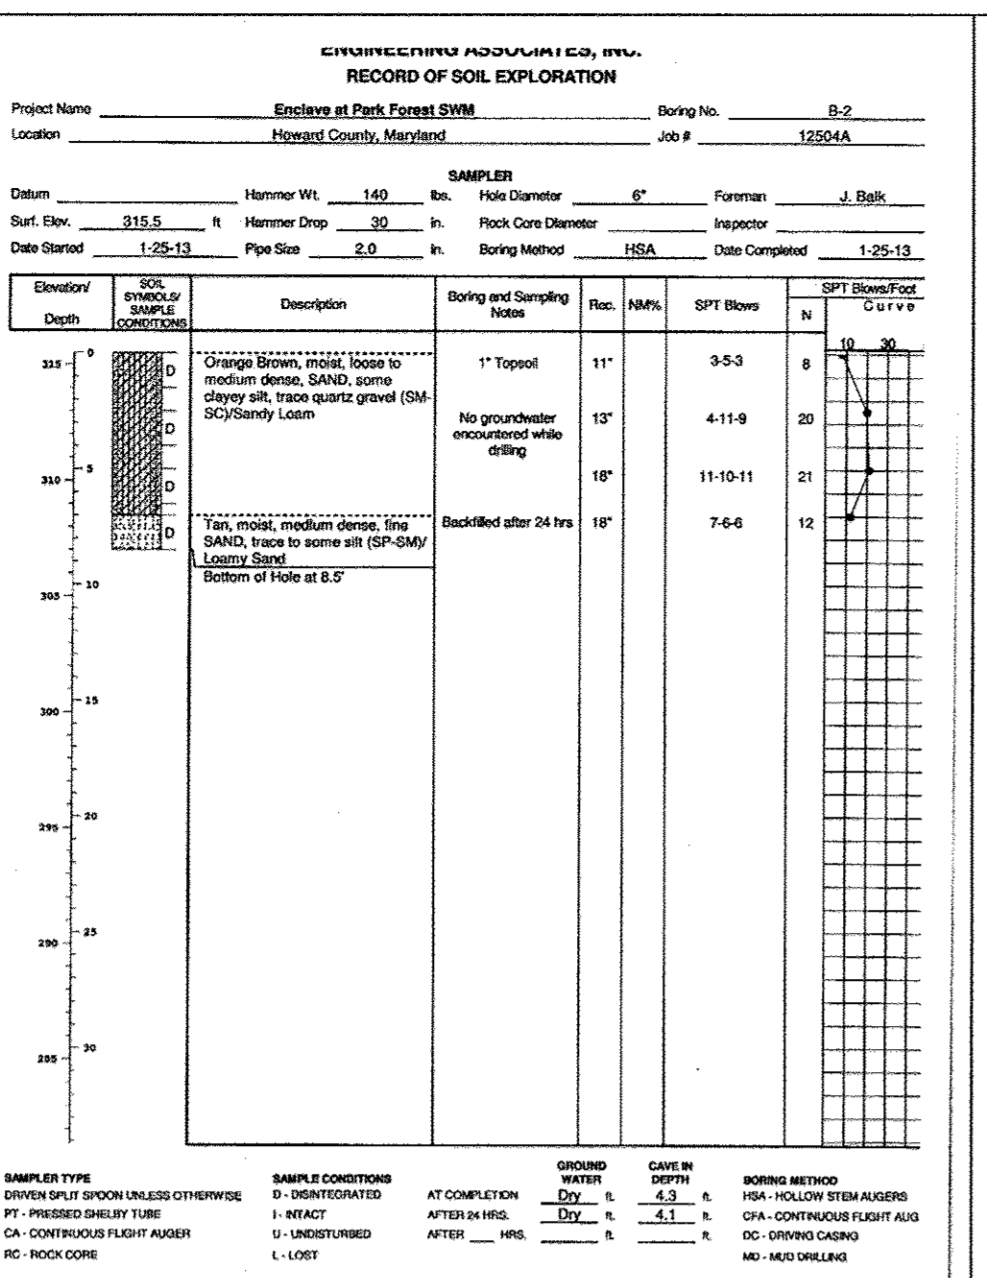 ENGINEERING ASSOCIATES, INC.
RECORD OF SOIL EXPLORATION
Project Name Enclave at Park Forest SWM Boring No. B-2
Location Howard County, Maryland Job # 12504A
SAMPLER
Datum Hammer Wt. 140 lbs. Hole Diameter 6" Foreman J. Balk
Surf. Elev. 315.5 ft Hammer Drop 30 in. Rock Core Diameter Inspector
Date Started 1-25-13 Pipe Size 2.0 in. Boring Method HSA Date Completed 1-25-13
Elevation/
Depth
SOIL
SYMBOLS/
SAMPLE
CONDITIONS
Description
Boring and Sampling
Notes
Rec.
NM%
SPT Blows
SPT Blows/Foot
N
Curve
10 30
315
0
D
Orange Brown, moist, loose to
medium dense, SAND, some
clayey silt, trace quartz gravel (SM-
SC)/Sandy Loam
1" Topsoil
11"
3-5-3
8
D
No groundwater
encountered while
drilling
13"
4-11-9
20
310
5
D
18"
11-10-11
21
D
Tan, moist, medium dense, fine
SAND, trace to some silt (SP-SM)/
Loamy Sand
Backfilled after 24 hrs
18"
7-6-6
12
Bottom of Hole at 8.5'
10
305
15
300
20
295
25
290
30
285
SAMPLER TYPE
DRIVEN SPLIT SPOON UNLESS OTHERWISE
PT - PRESSED SHELBY TUBE
CA - CONTINUOUS FLIGHT AUGER
RC - ROCK CORE
SAMPLE CONDITIONS
D - DISINTEGRATED
I - INTACT
U - UNDISTURBED
L - LOST
GROUND
WATER
CAVE IN
DEPTH
AT COMPLETION Dry ft. 4.3 ft.
AFTER 24 HRS. Dry ft. 4.1 ft.
AFTER ___ HRS. ft. ft.
BORING METHOD
HSA - HOLLOW STEM AUGERS
CFA - CONTINUOUS FLIGHT AUG
DC - DRIVING CASING
MD - MUD DRILLING